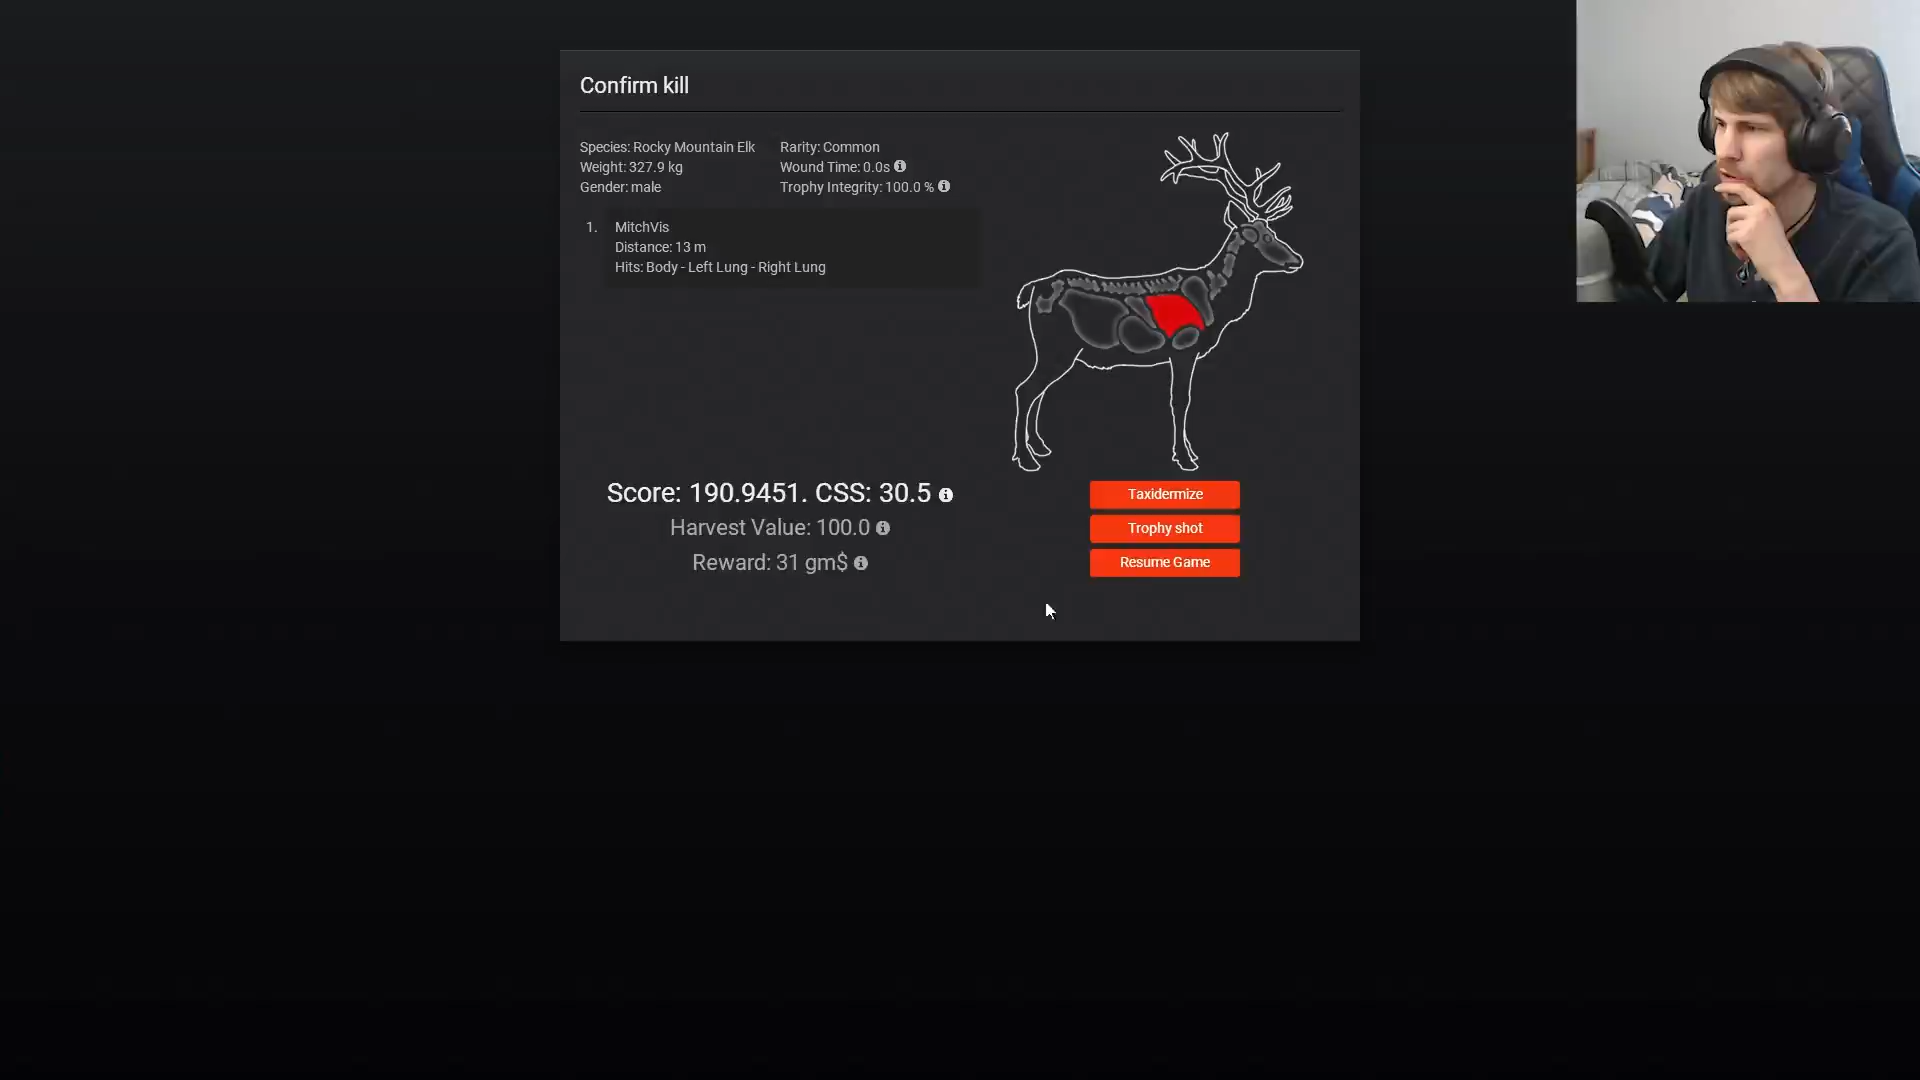 Confirm kill
Species: Rocky Mountain Elk
Rarity: Common
Weight: 327.9 kg
Wound Time: 0.0s
Gender: male
Trophy Integrity: 100.0 %
1. MitchVis
Distance: 13 m
Hits: Body - Left Lung - Right Lung
Score: 190.9451. CSS: 30.5
Harvest Value: 100.0
Reward: 31 gm$
Taxidermize
Trophy shot
Resume Game